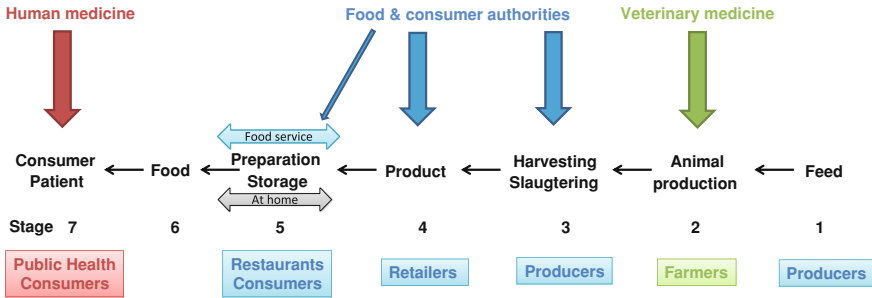 Human medicine
Food & consumer authorities
Veterinary medicine
Food service
Consumer
Patient
Food
Preparation
Storage
Product
Harvesting
Slaugtering
Animal
production
Feed
At home
Stage 7 6 5 4 3 2 1
Public Health
Consumers
Restaurants
Consumers
Retailers
Producers
Farmers
Producers